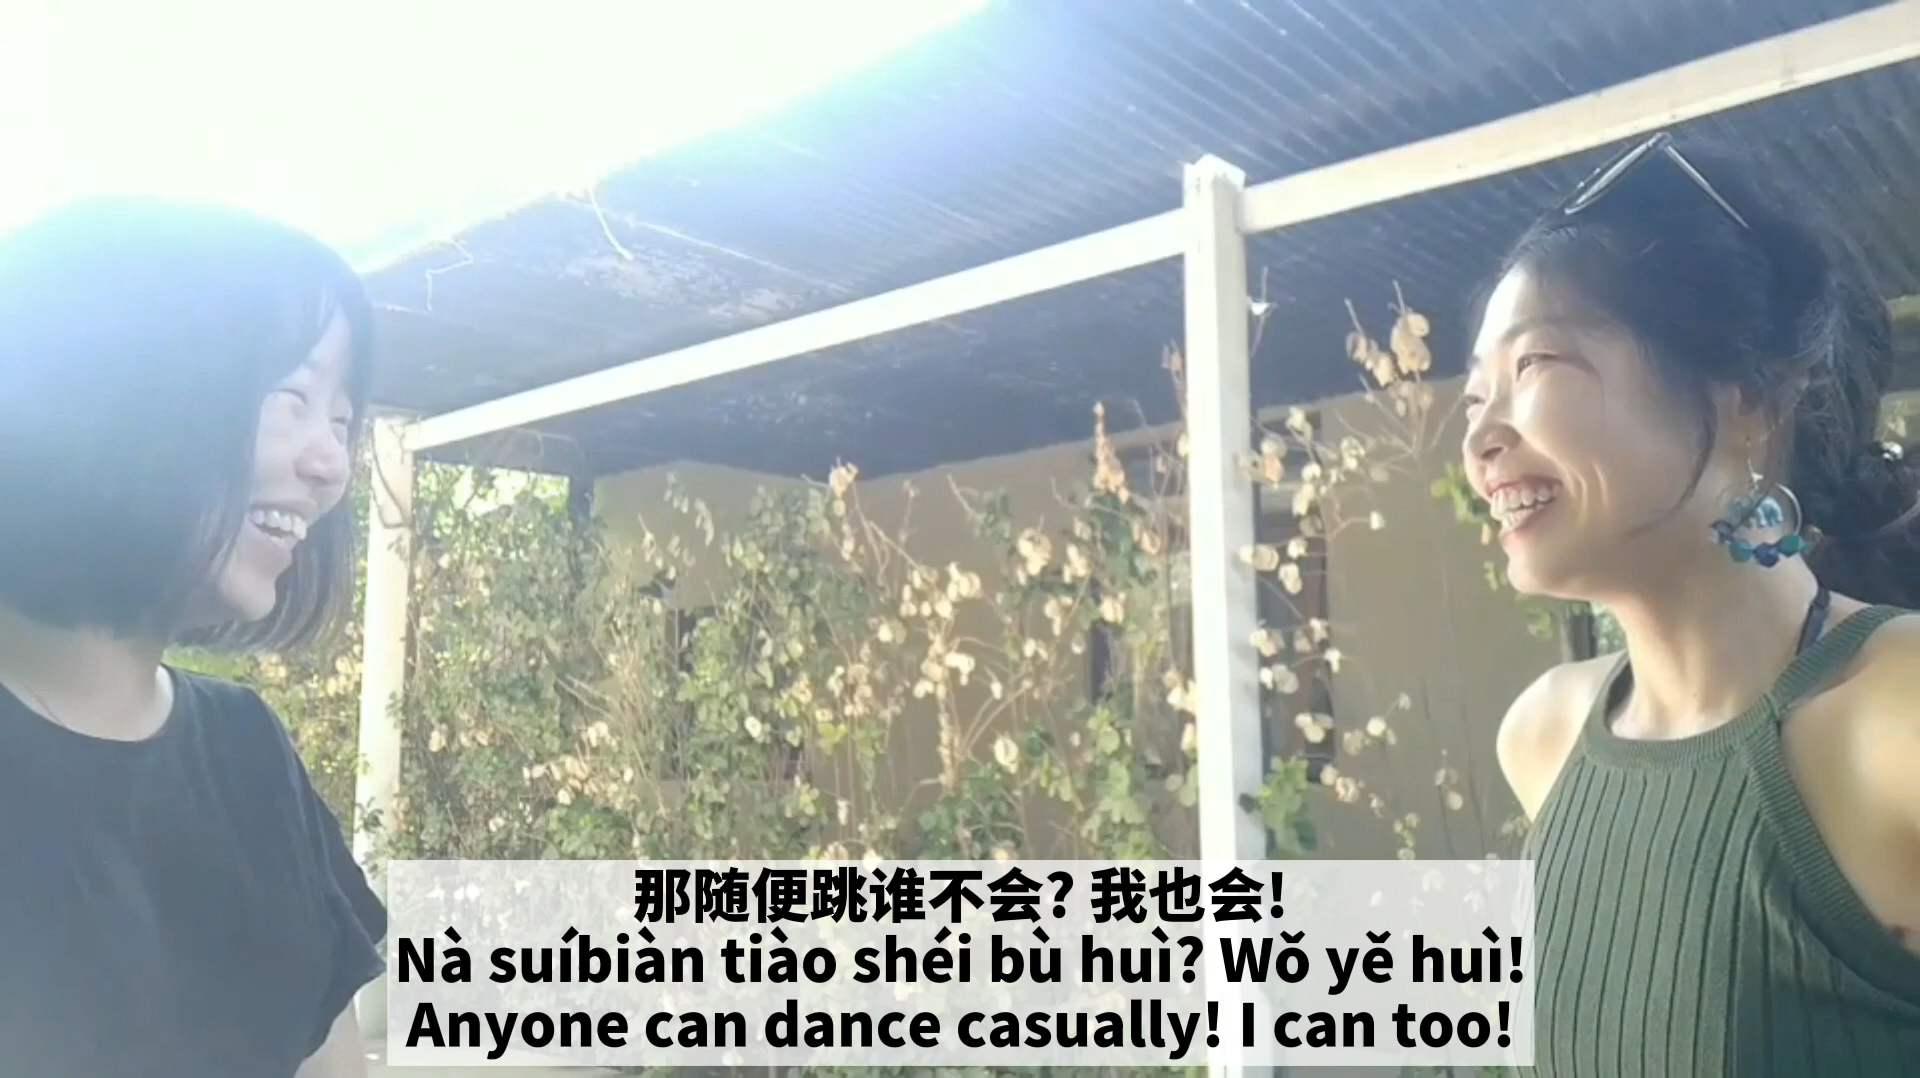 那随便跳谁不会? 我也会!
Nà suíbiàn tiào shéi bù huì? Wǒ yě huì!
Anyone can dance casually! I can too!